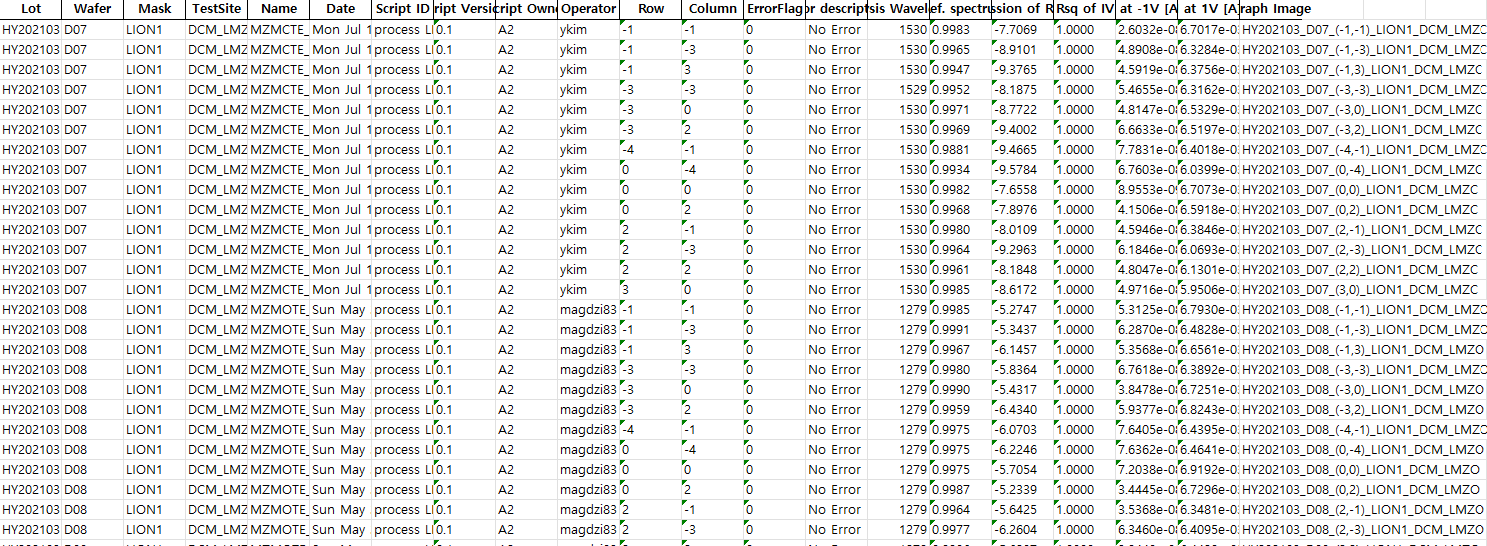 Lot Wafer Mask TestSite Name Date Script ID ript Versio ript Owne Operator Row Column ErrorFlag or descript sis Wavel ef. spectru ssion of R Rsq of IV at -1V [A at 1V [A raph Image
HY202103 D07 LION1 DCM_LMZ MZMCTE_ Mon Jul 1 process L 0.1 A2 ykim -1 -1 0 No Error 1530 0.9983 -7.7069 1.0000 2.6032e-08 6.7017e-0 HY202103_D07_(-1,-1)_LION1_DCM_LMZC
HY202103 D07 LION1 DCM_LMZ MZMCTE_ Mon Jul 1 process L 0.1 A2 ykim -1 -3 0 No Error 1530 0.9965 -8.9101 1.0000 4.8908e-0 6.3284e-0 HY202103_D07_(-1,-3)_LION1_DCM_LMZC
HY202103 D07 LION1 DCM_LMZ MZMCTE_ Mon Jul 1 process L 0.1 A2 ykim -1 3 0 No Error 1530 0.9947 -9.3765 1.0000 4.5919e-0 6.3756e-0 HY202103_D07_(-1,3)_LION1_DCM_LMZC
HY202103 D07 LION1 DCM_LMZ MZMCTE_ Mon Jul 1 process L 0.1 A2 ykim -3 -3 0 No Error 1529 0.9952 -8.1875 1.0000 5.4655e-0 6.3162e-0 HY202103_D07_(-3,-3)_LION1_DCM_LMZC
HY202103 D07 LION1 DCM_LMZ MZMCTE_ Mon Jul 1 process L 0.1 A2 ykim -3 0 0 No Error 1530 0.9971 -8.7722 1.0000 4.8147e-0 6.5329e-0 HY202103_D07_(-3,0)_LION1_DCM_LMZC
HY202103 D07 LION1 DCM_LMZ MZMCTE_ Mon Jul 1 process L 0.1 A2 ykim -3 2 0 No Error 1530 0.9969 -9.4002 1.0000 6.6633e-0 6.5197e-0 HY202103_D07_(-3,2)_LION1_DCM_LMZC
HY202103 D07 LION1 DCM_LMZ MZMCTE_ Mon Jul 1 process L 0.1 A2 ykim -4 -1 0 No Error 1530 0.9881 -9.4665 1.0000 7.7831e-0 6.4018e-0 HY202103_D07_(-4,-1)_LION1_DCM_LMZC
HY202103 D07 LION1 DCM_LMZ MZMCTE_ Mon Jul 1 process L 0.1 A2 ykim 0 -4 0 No Error 1530 0.9934 -9.5784 1.0000 6.7603e-0 6.0399e-0 HY202103_D07_(0,-4)_LION1_DCM_LMZC
HY202103 D07 LION1 DCM_LMZ MZMCTE_ Mon Jul 1 process L 0.1 A2 ykim 0 0 0 No Error 1530 0.9982 -7.6558 1.0000 8.9553e-0 6.7073e-0 HY202103_D07_(0,0)_LION1_DCM_LMZC
HY202103 D07 LION1 DCM_LMZ MZMCTE_ Mon Jul 1 process L 0.1 A2 ykim 0 2 0 No Error 1530 0.9968 -7.8976 1.0000 4.1506e-0 6.5918e-0 HY202103_D07_(0,2)_LION1_DCM_LMZC
HY202103 D07 LION1 DCM_LMZ MZMCTE_ Mon Jul 1 process L 0.1 A2 ykim 2 -1 0 No Error 1530 0.9980 -8.0109 1.0000 4.5946e-0 6.3846e-0 HY202103_D07_(2,-1)_LION1_DCM_LMZC
HY202103 D07 LION1 DCM_LMZ MZMCTE_ Mon Jul 1 process L 0.1 A2 ykim 2 -3 0 No Error 1530 0.9964 -9.2963 1.0000 6.1846e-0 6.0693e-0 HY202103_D07_(2,-3)_LION1_DCM_LMZC
HY202103 D07 LION1 DCM_LMZ MZMCTE_ Mon Jul 1 process L 0.1 A2 ykim 2 2 0 No Error 1530 0.9961 -8.1848 1.0000 4.8047e-0 6.1301e-0 HY202103_D07_(2,2)_LION1_DCM_LMZC
HY202103 D07 LION1 DCM_LMZ MZMCTE_ Mon Jul 1 process L 0.1 A2 ykim 3 0 0 No Error 1530 0.9985 -8.6172 1.0000 4.9716e-0 5.9506e-0 HY202103_D07_(3,0)_LION1_DCM_LMZC
HY202103 D08 LION1 DCM_LMZ MZMOTE_ Sun May process L 0.1 A2 magdzi83 -1 -1 0 No Error 1279 0.9985 -5.2747 1.0000 5.3125e-0 6.7930e-0 HY202103_D08_(-1,-1)_LION1_DCM_LMZO
HY202103 D08 LION1 DCM_LMZ MZMOTE_ Sun May process L 0.1 A2 magdzi83 -1 -3 0 No Error 1279 0.9991 -5.3437 1.0000 6.2870e-0 6.4828e-0 HY202103_D08_(-1,-3)_LION1_DCM_LMZO
HY202103 D08 LION1 DCM_LMZ MZMOTE_ Sun May process L 0.1 A2 magdzi83 -1 3 0 No Error 1279 0.9967 -6.1457 1.0000 5.3568e-0 6.6561e-0 HY202103_D08_(-1,3)_LION1_DCM_LMZO
HY202103 D08 LION1 DCM_LMZ MZMOTE_ Sun May process L 0.1 A2 magdzi83 -3 -3 0 No Error 1279 0.9980 -5.8364 1.0000 6.7618e-0 6.3892e-0 HY202103_D08_(-3,-3)_LION1_DCM_LMZO
HY202103 D08 LION1 DCM_LMZ MZMOTE_ Sun May process L 0.1 A2 magdzi83 -3 0 0 No Error 1279 0.9990 -5.4317 1.0000 3.8478e-0 6.7251e-0 HY202103_D08_(-3,0)_LION1_DCM_LMZO
HY202103 D08 LION1 DCM_LMZ MZMOTE_ Sun May process L 0.1 A2 magdzi83 -3 2 0 No Error 1279 0.9959 -6.4340 1.0000 5.9377e-0 6.8243e-0 HY202103_D08_(-3,2)_LION1_DCM_LMZO
HY202103 D08 LION1 DCM_LMZ MZMOTE_ Sun May process L 0.1 A2 magdzi83 -4 -1 0 No Error 1279 0.9975 -6.0703 1.0000 7.6405e-0 6.4395e-0 HY202103_D08_(-4,-1)_LION1_DCM_LMZO
HY202103 D08 LION1 DCM_LMZ MZMOTE_ Sun May process L 0.1 A2 magdzi83 0 -4 0 No Error 1279 0.9975 -6.2246 1.0000 7.6362e-0 6.4641e-0 HY202103_D08_(0,-4)_LION1_DCM_LMZO
HY202103 D08 LION1 DCM_LMZ MZMOTE_ Sun May process L 0.1 A2 magdzi83 0 0 0 No Error 1279 0.9975 -5.7054 1.0000 7.2038e-0 6.9192e-0 HY202103_D08_(0,0)_LION1_DCM_LMZO
HY202103 D08 LION1 DCM_LMZ MZMOTE_ Sun May process L 0.1 A2 magdzi83 0 2 0 No Error 1279 0.9987 -5.2339 1.0000 3.4445e-0 6.7296e-0 HY202103_D08_(0,2)_LION1_DCM_LMZO
HY202103 D08 LION1 DCM_LMZ MZMOTE_ Sun May process L 0.1 A2 magdzi83 2 -1 0 No Error 1279 0.9964 -5.6425 1.0000 3.5368e-0 6.3481e-0 HY202103_D08_(2,-1)_LION1_DCM_LMZO
HY202103 D08 LION1 DCM_LMZ MZMOTE_ Sun May process L 0.1 A2 magdzi83 2 -3 0 No Error 1279 0.9977 -6.2604 1.0000 6.3460e-0 6.4095e-0 HY202103_D08_(2,-3)_LION1_DCM_LMZO